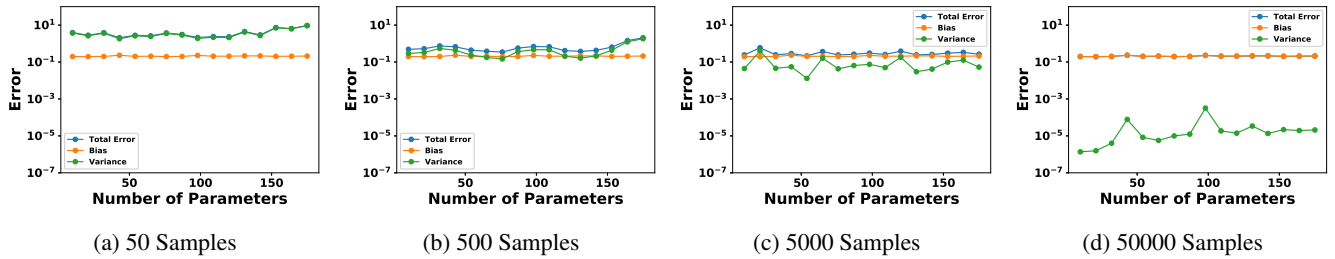 10^1
10^-1
10^-3
10^-5
10^-7
Error
Total Error
Bias
Variance
50
100
150
Number of Parameters
(a) 50 Samples
10^1
10^-1
10^-3
10^-5
10^-7
Error
Total Error
Bias
Variance
50
100
150
Number of Parameters
(b) 500 Samples
10^1
10^-1
10^-3
10^-5
10^-7
Error
Total Error
Bias
Variance
50
100
150
Number of Parameters
(c) 5000 Samples
10^1
10^-1
10^-3
10^-5
10^-7
Error
Total Error
Bias
Variance
50
100
150
Number of Parameters
(d) 50000 Samples